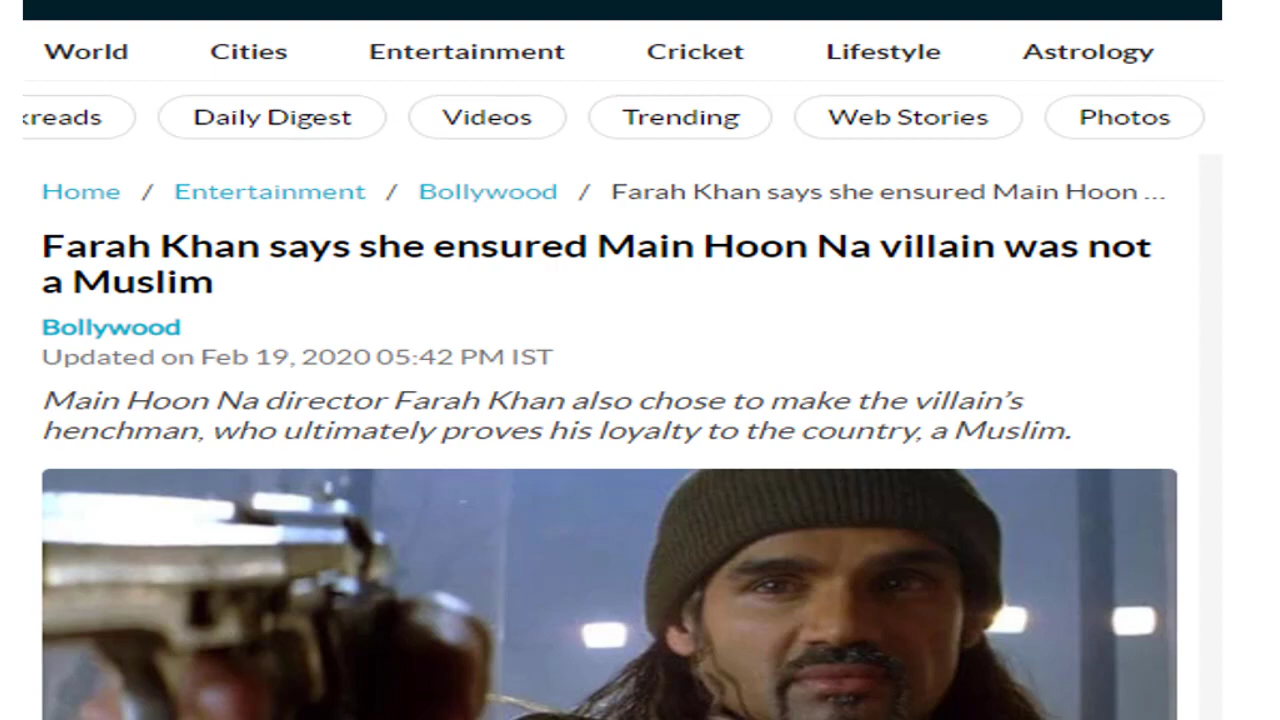 World Cities Entertainment Cricket Lifestyle Astrology
reads Daily Digest Videos Trending Web Stories Photos
Home / Entertainment / Bollywood / Farah Khan says she ensured Main Hoon ...
Farah Khan says she ensured Main Hoon Na villain was not
a Muslim
Bollywood
Updated on Feb 19, 2020 05:42 PM IST
Main Hoon Na director Farah Khan also chose to make the villain's
henchman, who ultimately proves his loyalty to the country, a Muslim.